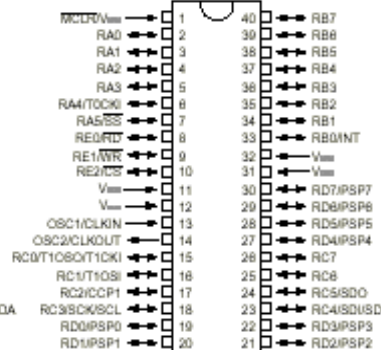 MCLR/V 1 40 RB7
RA0 2 39 RB6
RA1 3 38 RB5
RA2 4 37 RB4
RA3 5 36 RB3
RA4/T0CKI 6 35 RB2
RA5/SS 7 34 RB1
RE0/RD 8 33 RB0/INT
RE1/WR 9 32 V
RE2/CS 10 31 V
V 11 30 RD7/PSP7
V 12 29 RD6/PSP6
OSC1/CLKIN 13 28 RD5/PSP5
OSC2/CLKOUT 14 27 RD4/PSP4
RC0/T1OSO/T1CKI 15 26 RC7
RC1/T1OSI 16 25 RC6
RC2/CCP1 17 24 RC5/SDO
DA RC3/SCK/SCL 18 23 RC4/SDI/SD
RD0/PSP0 19 22 RD3/PSP3
RD1/PSP1 20 21 RD2/PSP2